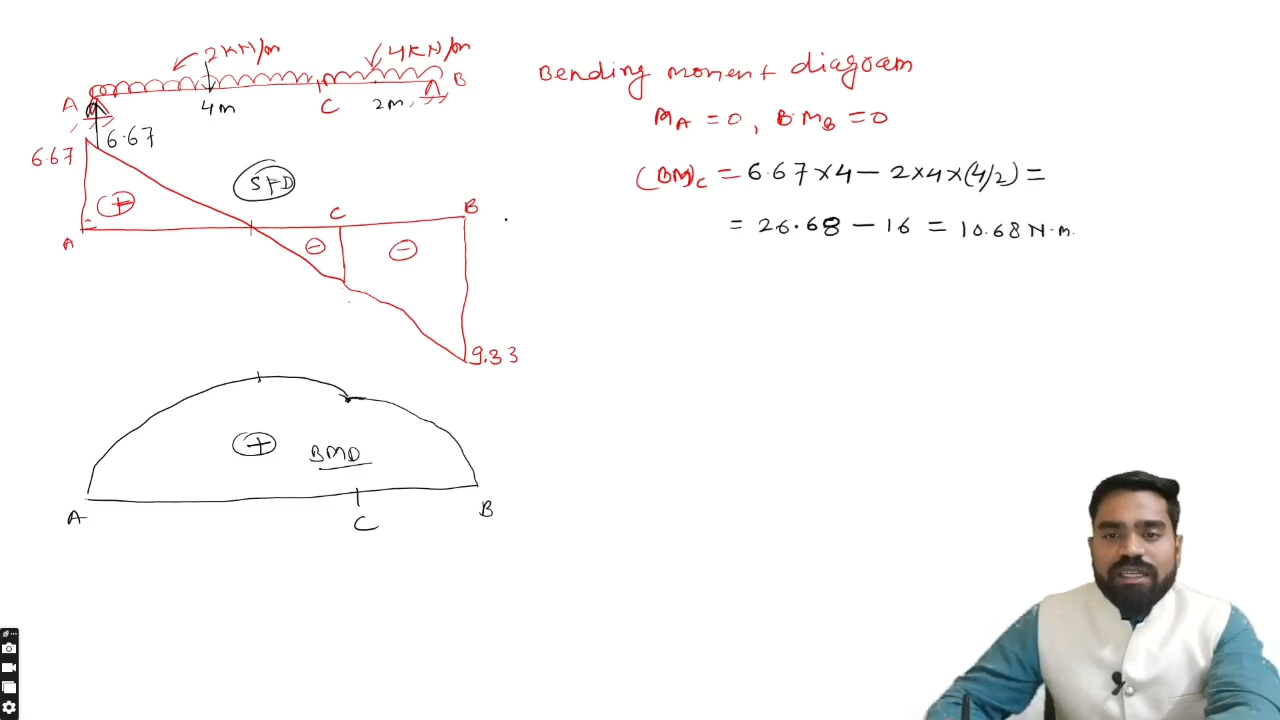 2KN/m
4KN/m
A
4m
C
2m
B
6.67
6.67
+
SFD
A
C
B
-
-
9.33
+
BMD
A
C
B
Bending moment diagram
MA = 0, B.MB = 0
(BM)C = 6.67×4 - 2×4×(4/2) =
= 26.68 - 16 = 10.68 N.m.